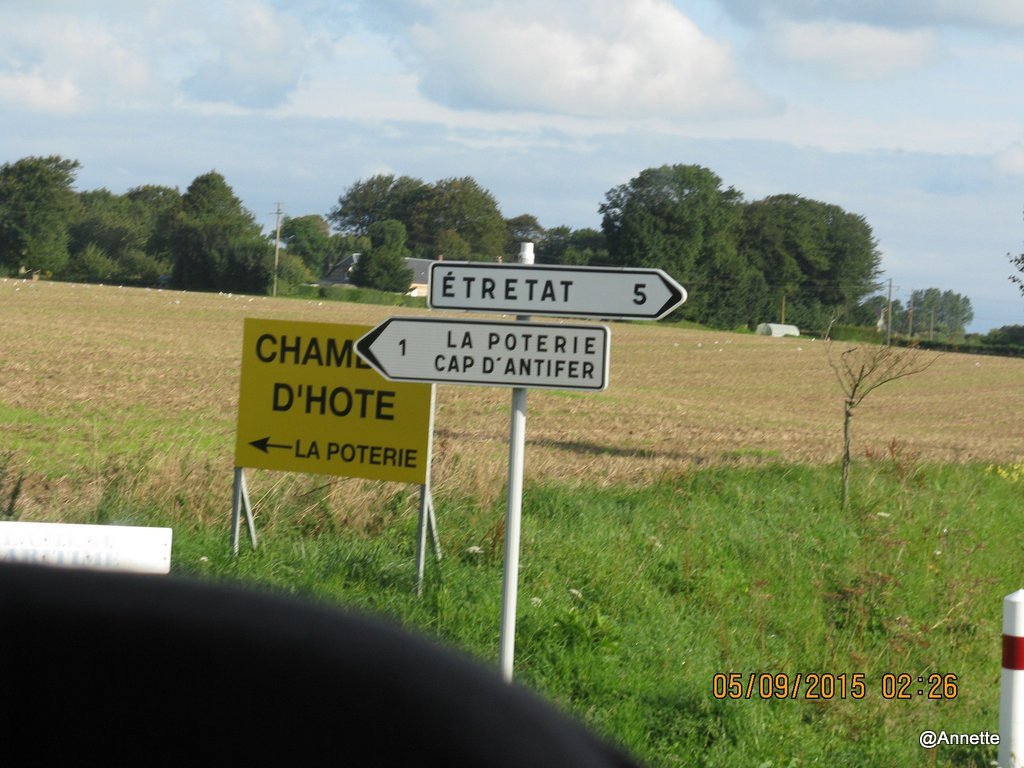 ÉTRETAT 5
1 LA POTERIE
CAP D'ANTIFER
D'HOTE
LA POTERIE
05/09/2015 02:26
@Annette